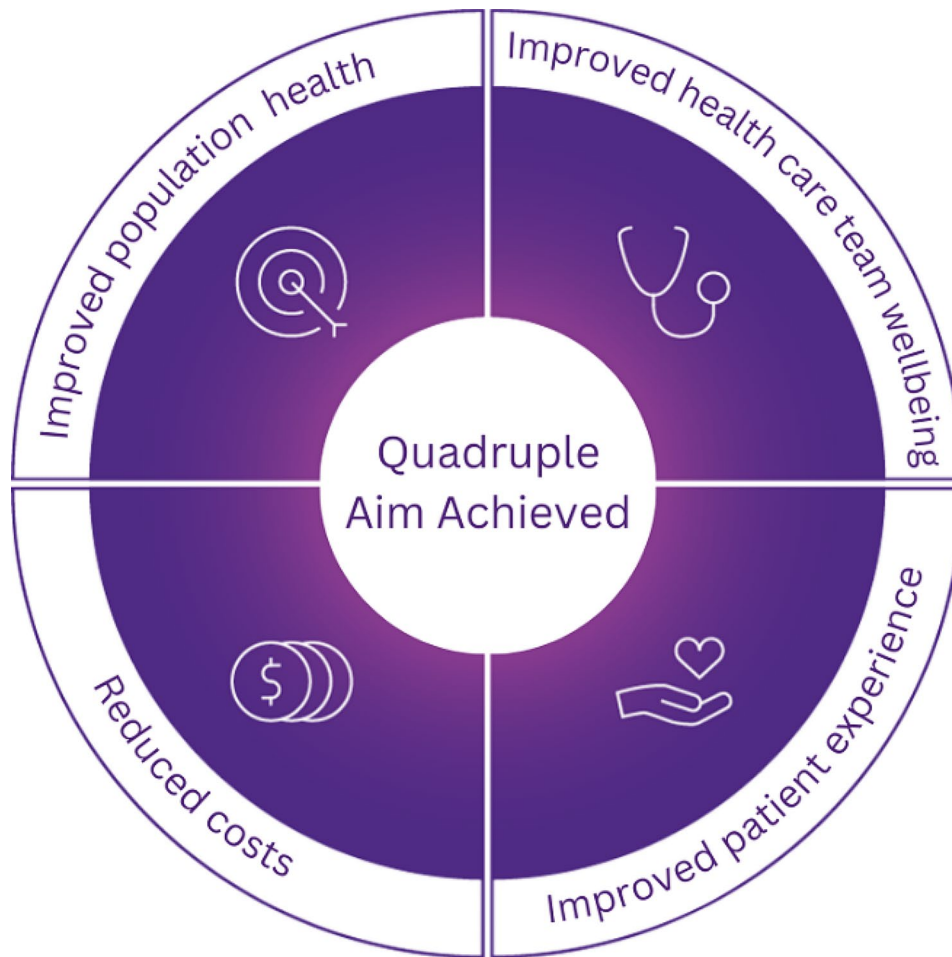 Improved population health
Improved health care team wellbeing
Quadruple
Aim Achieved
$
Reduced costs
Improved patient experience